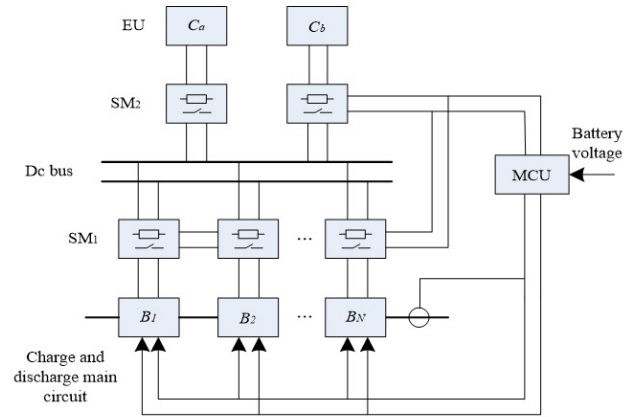 EU
Ca
Cb
SM2
Battery
voltage
Dc bus
MCU
SM1
...
B1
B2
...
BN
Charge and
discharge main
circuit